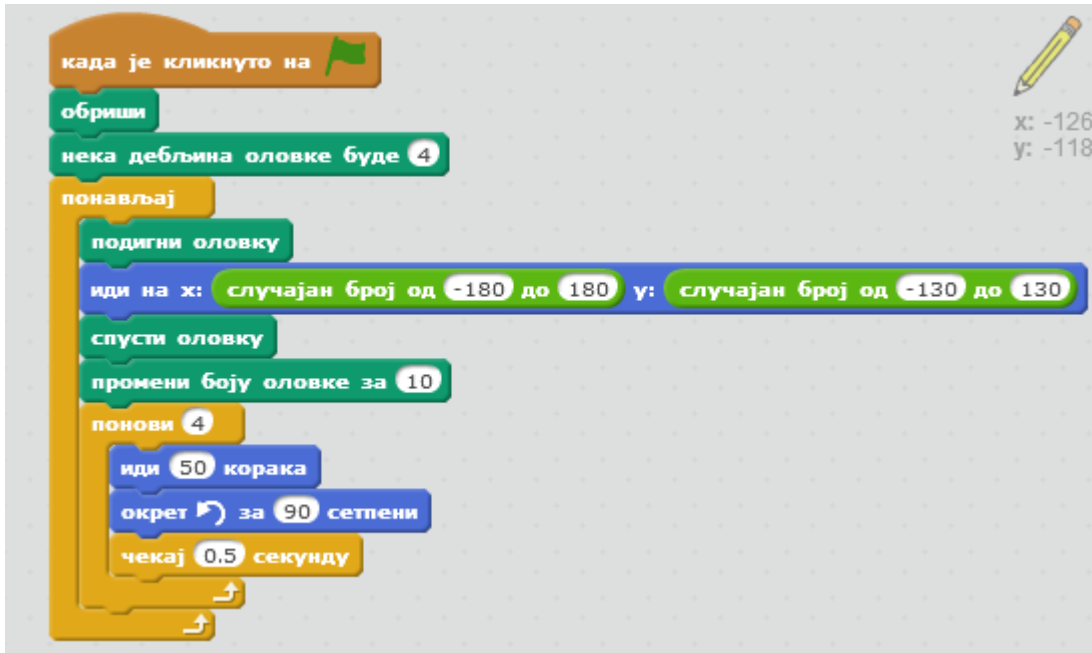 када је кликнуто на
обриши
x: -126
нека дебљина оловке буде 4
y: -118
понављај
подигни оловку
иди на x: случајан број од -180 до 180 y: случајан број од -130 до 130
спусти оловку
промени боју оловке за 10
понови 4
иди 50 корака
окрет за 90 сетпени
чекај 0.5 секунду